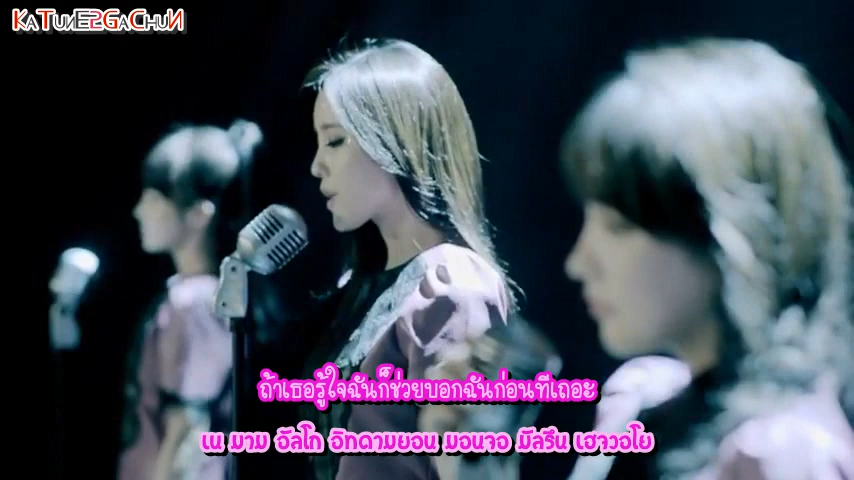 KaTuNE2GaChuN
ถ้าเธอรู้ใจฉันก็ช่วยบอกฉันก่อนทีเถอะ
เน มาม อัลโก อิทดามยอน มอนจอ มัลรึน เฮจวอโย